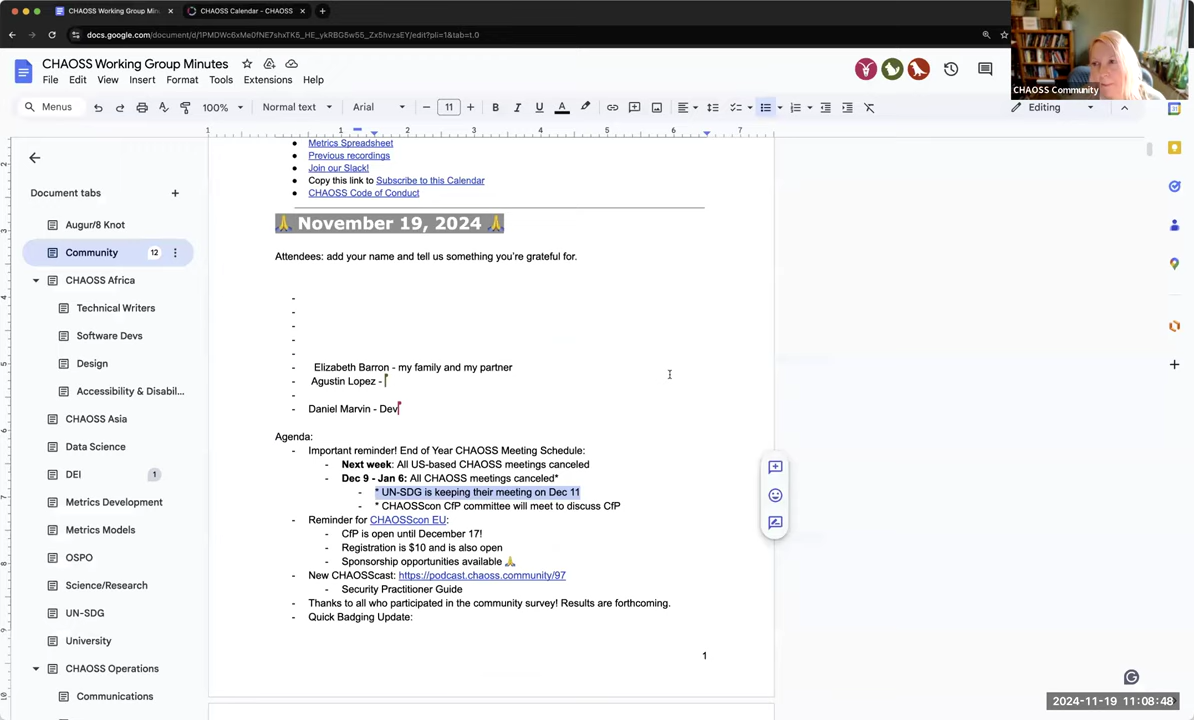 CHAOSS Working Group Min
CHAOSS Calendar - CHAOSS
docs.google.com/document/d/1PMDWc6xMe0fNE7shxTK5_HE_ykRBG5w55_Zx5hvzsEY/edit?pli=1&tab=t.0
CHAOSS Working Group Minutes
File Edit View Insert Format Tools Extensions Help
CHAOSS Community
Menus 100% Normal text Arial 11 Editing
1 1 2 3 4 5 6 7
Document tabs
Augur/8 Knot
Community 12
CHAOSS Africa
Technical Writers
Software Devs
Design
Accessibility & Disabil...
CHAOSS Asia
Data Science
DEI 1
Metrics Development
Metrics Models
OSPO
Science/Research
UN-SDG
University
CHAOSS Operations
Communications
● Metrics Spreadsheet
● Previous recordings
● Join our Slack!
● Copy this link to Subscribe to this Calendar
● CHAOSS Code of Conduct
🙏 November 19, 2024 🙏
Attendees: add your name and tell us something you're grateful for.
-
-
-
-
-
- Elizabeth Barron - my family and my partner
- Agustin Lopez -
-
- Daniel Marvin - Dev
Agenda:
- Important reminder! End of Year CHAOSS Meeting Schedule:
- Next week: All US-based CHAOSS meetings canceled
- Dec 9 - Jan 6: All CHAOSS meetings canceled*
- * UN-SDG is keeping their meeting on Dec 11
- * CHAOSScon CfP committee will meet to discuss CfP
- Reminder for CHAOSScon EU:
- CfP is open until December 17!
- Registration is $10 and is also open
- Sponsorship opportunities available 🙏
- New CHAOSScast: https://podcast.chaoss.community/97
- Security Practitioner Guide
- Thanks to all who participated in the community survey! Results are forthcoming.
- Quick Badging Update:
1
2024-11-19 11:08:48